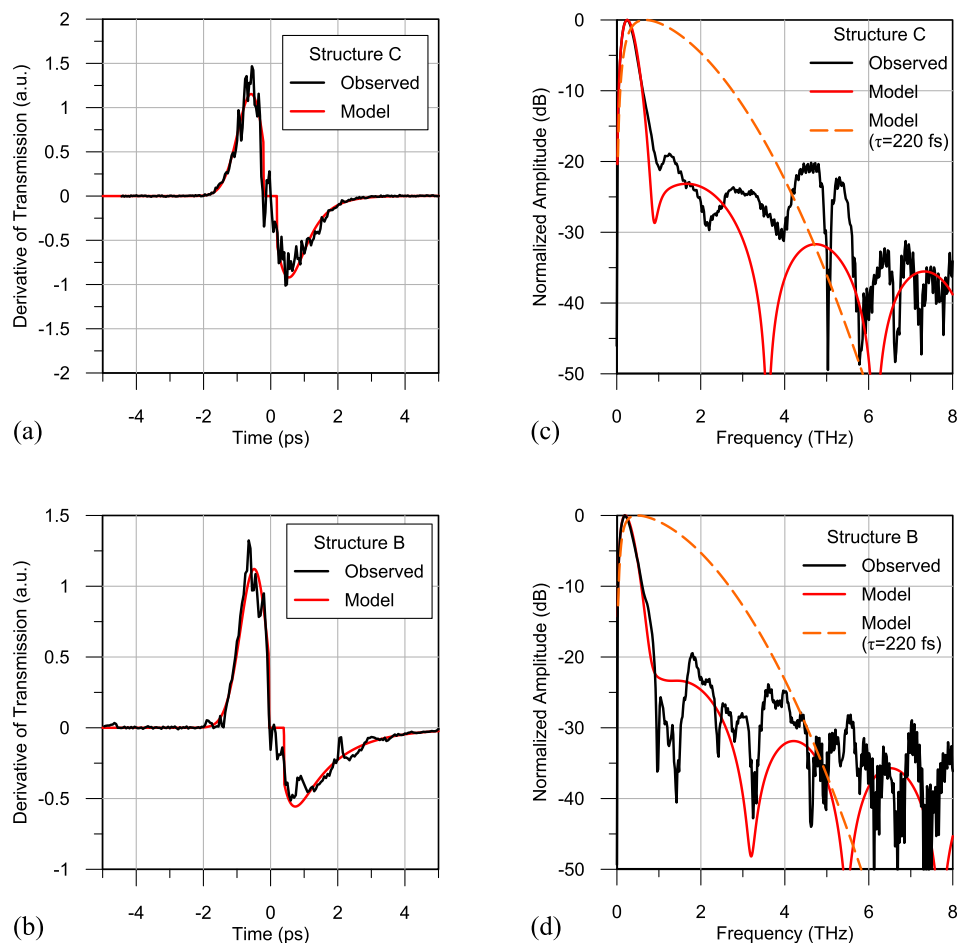 2
1.5
1
0.5
0
-0.5
-1
-1.5
-2
Derivative of Transmission (a.u.)
-4 -2 0 2 4
Time (ps)
Structure C
Observed
Model
(a)
0
-10
-20
-30
-40
-50
Normalized Amplitude (dB)
0 2 4 6 8
Frequency (THz)
Structure C
Observed
Model
Model
(τ=220 fs)
(c)
1.5
1
0.5
0
-0.5
-1
Derivative of Transmission (a.u.)
-4 -2 0 2 4
Time (ps)
Structure B
Observed
Model
(b)
0
-10
-20
-30
-40
-50
Normalized Amplitude (dB)
0 2 4 6 8
Frequency (THz)
Structure B
Observed
Model
Model
(τ=220 fs)
(d)